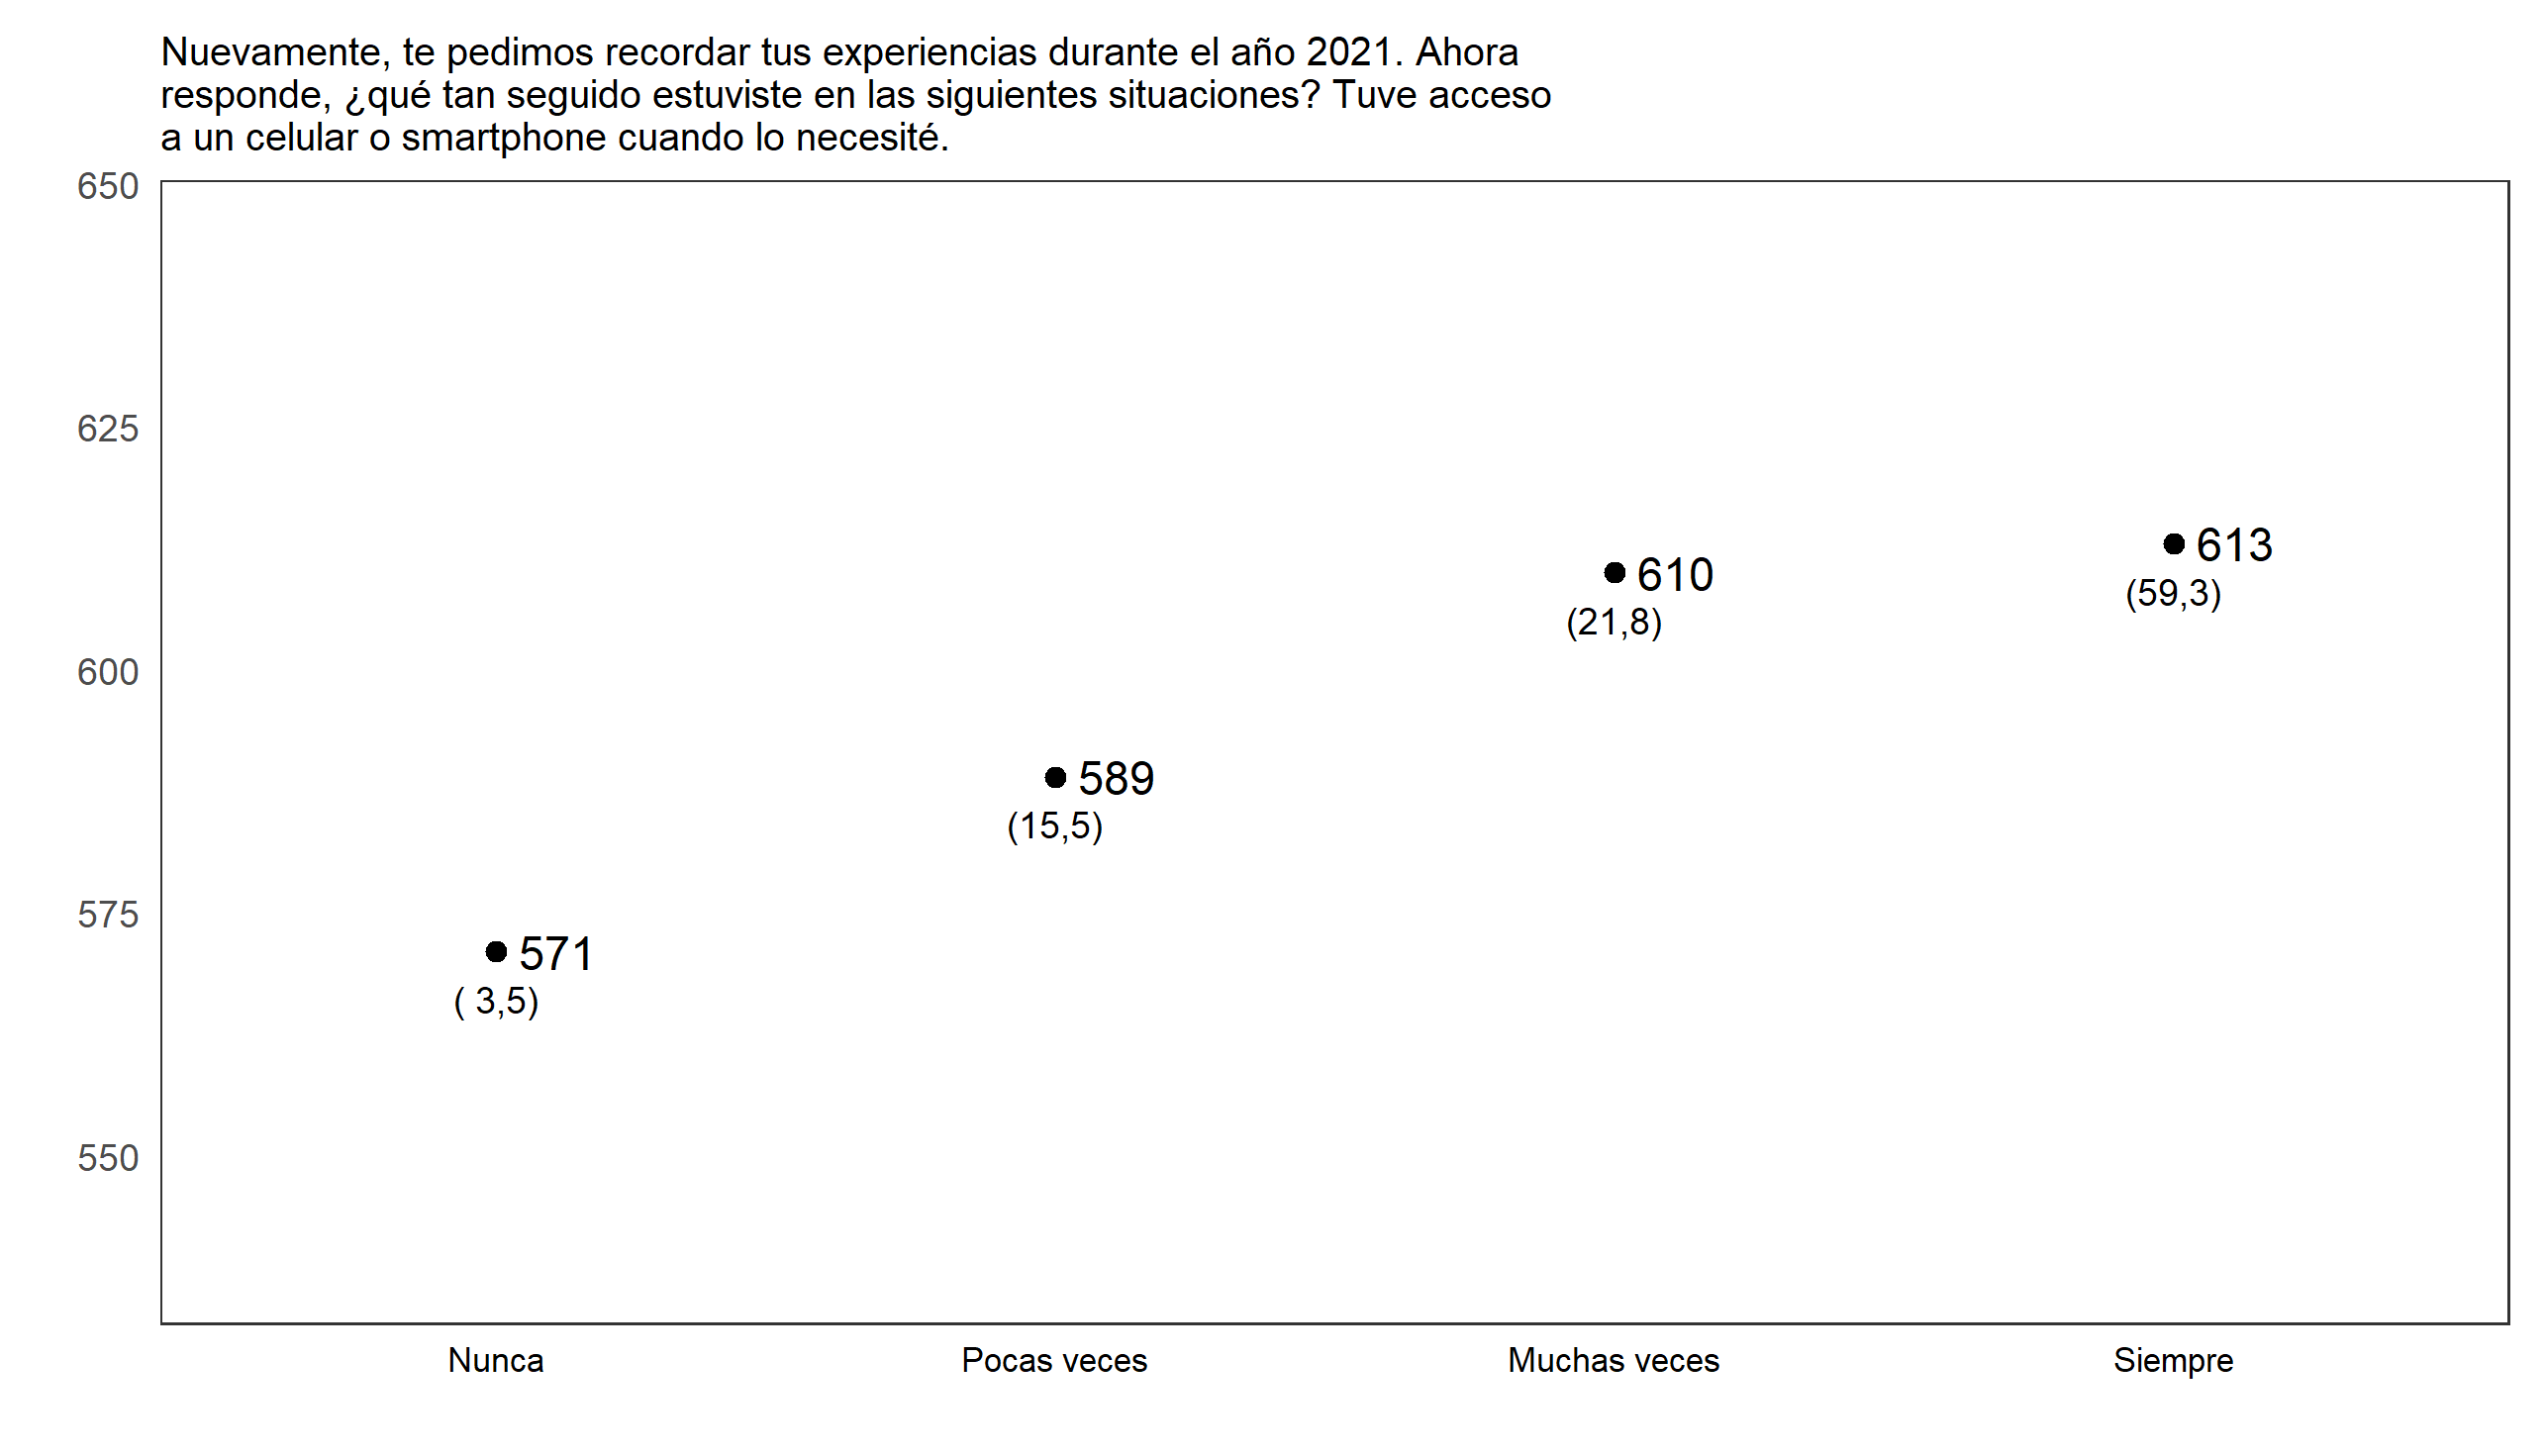 Nuevamente, te pedimos recordar tus experiencias durante el año 2021. Ahora
responde, ¿qué tan seguido estuviste en las siguientes situaciones? Tuve acceso
a un celular o smartphone cuando lo necesité.
650
625
613
(59,3)
610
(21,8)
600
589
(15,5)
575
571
( 3,5)
550
Nunca
Pocas veces
Muchas veces
Siempre